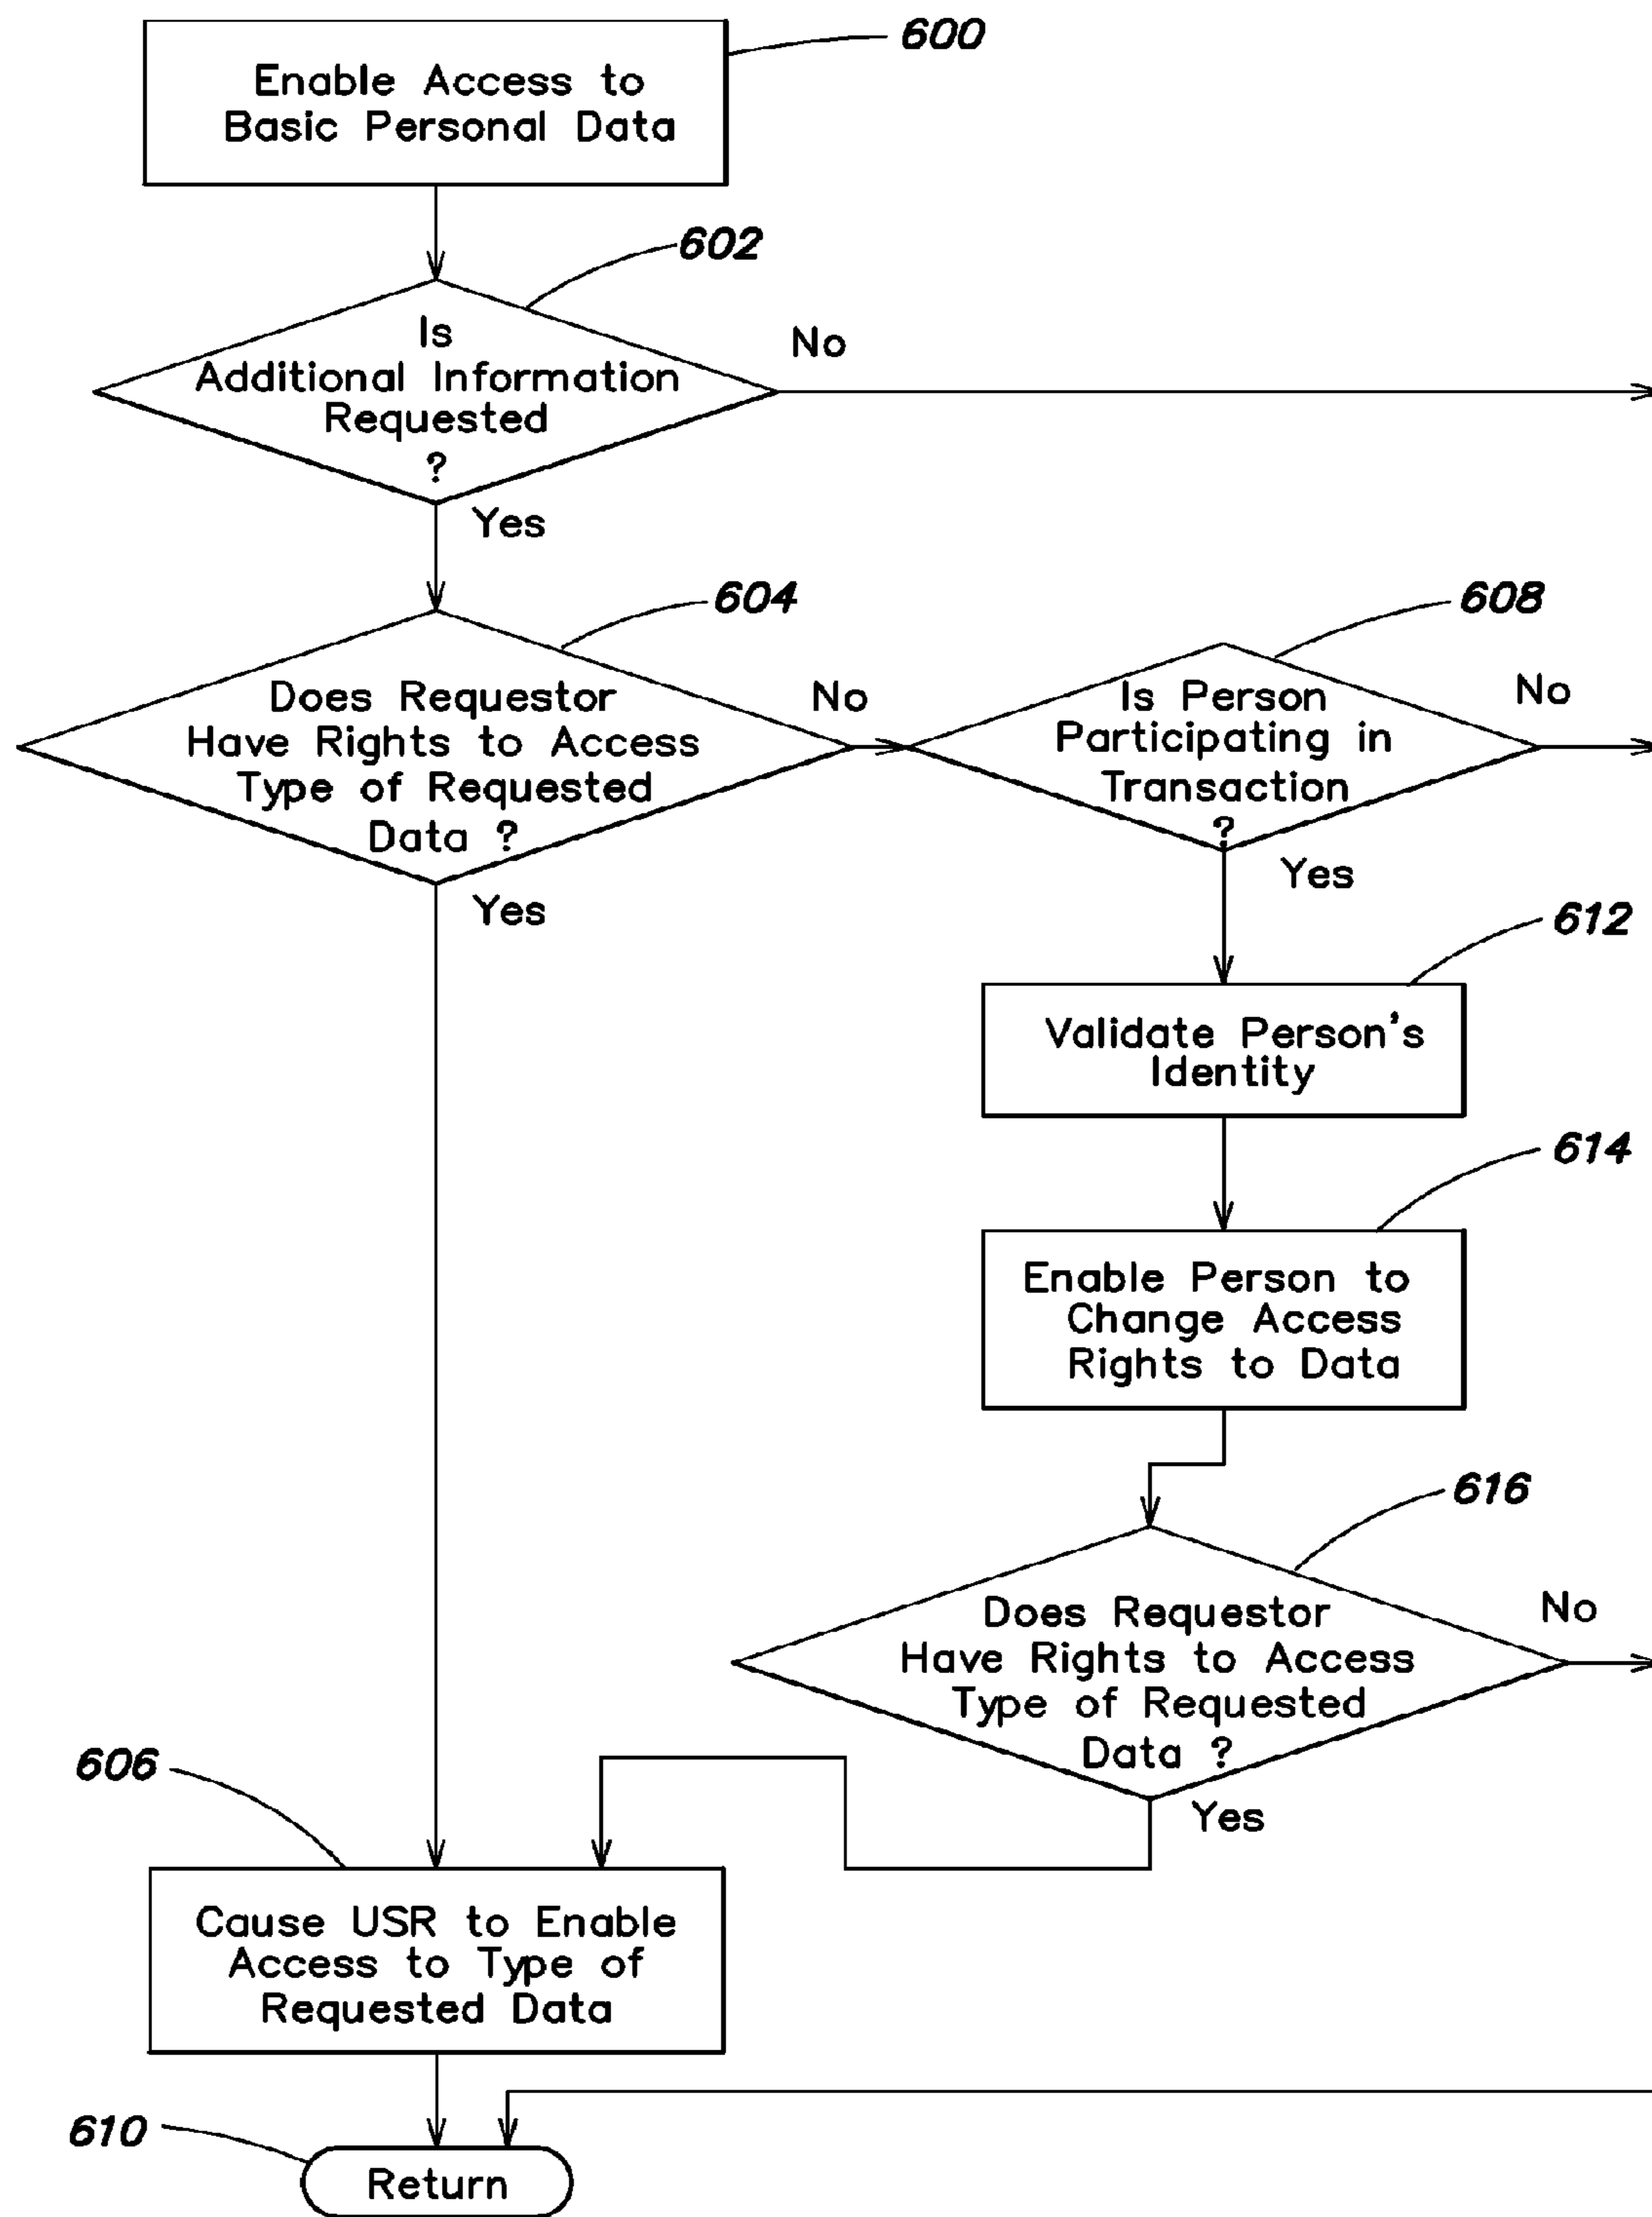 600
Enable Access to
Basic Personal Data
602
Is
Additional Information
Requested
?
No
Yes
604
Does Requestor
Have Rights to Access
Type of Requested
Data ?
No
Yes
608
Is Person
Participating in
Transaction
?
No
Yes
612
Validate Person's
Identity
614
Enable Person to
Change Access
Rights to Data
616
Does Requestor
Have Rights to Access
Type of Requested
Data ?
No
Yes
606
Cause USR to Enable
Access to Type of
Requested Data
610
Return